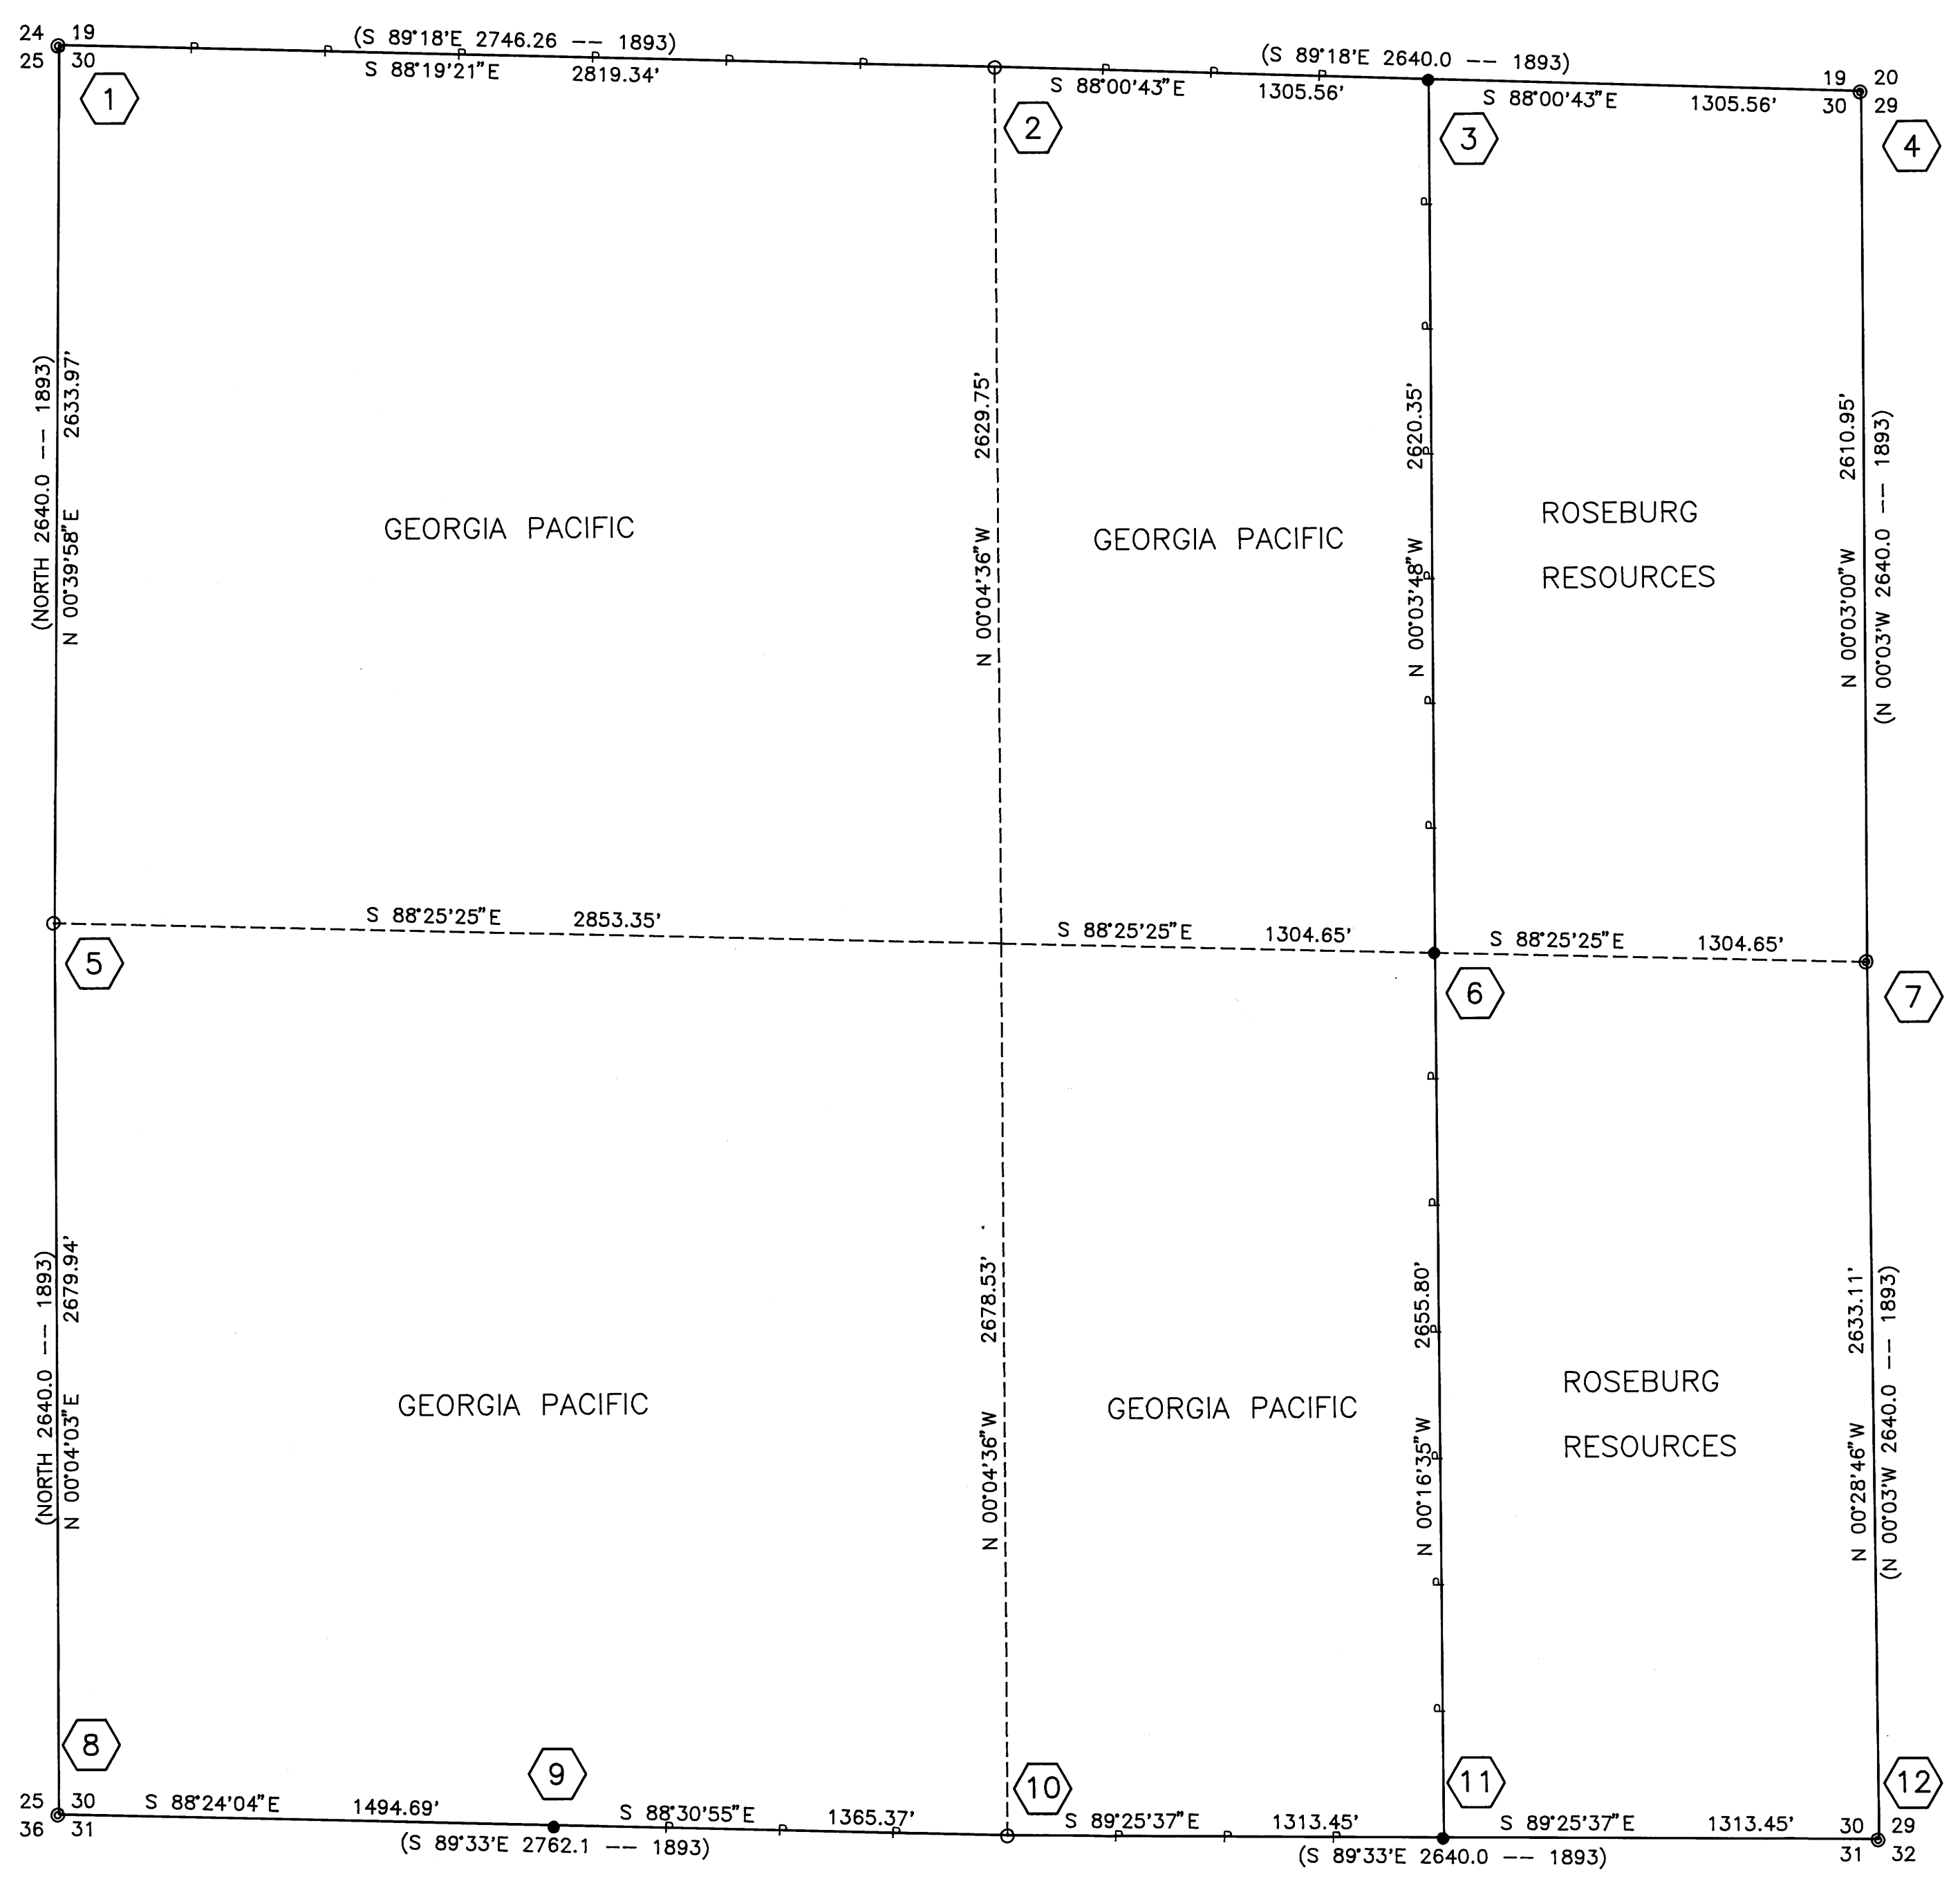 24 19
25 30
(S 89°18'E 2746.26 -- 1893)
S 88°19'21"E 2819.34'
(S 89°18'E 2640.0 -- 1893)
S 88°00'43"E 1305.56'
S 88°00'43"E 1305.56'
19 20
30 29
1
2
3
4
(NORTH 2640.0 -- 1893)
N 00°39'58"E 2633.97'
N 00°04'36"W 2629.75'
N 00°03'48"W 2620.35'
N 00°03'00"W 2610.95'
(N 00°03'W 2640.0 -- 1893)
GEORGIA PACIFIC
GEORGIA PACIFIC
ROSEBURG
RESOURCES
S 88°25'25"E 2853.35'
S 88°25'25"E 1304.65'
S 88°25'25"E 1304.65'
5
6
7
(NORTH 2640.0 -- 1893)
N 00°04'03"E 2679.94'
N 00°04'36"W 2678.53'
N 00°16'35"W 2655.80'
N 00°28'46"W 2633.11'
(N 00°03'W 2640.0 -- 1893)
GEORGIA PACIFIC
GEORGIA PACIFIC
ROSEBURG
RESOURCES
8
9
10
11
12
25 30
36 31
S 88°24'04"E 1494.69'
S 88°30'55"E 1365.37'
(S 89°33'E 2762.1 -- 1893)
S 89°25'37"E 1313.45'
S 89°25'37"E 1313.45'
(S 89°33'E 2640.0 -- 1893)
30 29
31 32